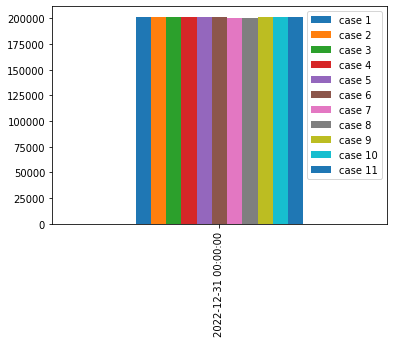 200000
175000
150000
125000
100000
75000
50000
25000
0
case 1
case 2
case 3
case 4
case 5
case 6
case 7
case 8
case 9
case 10
case 11
2022-12-31 00:00:00